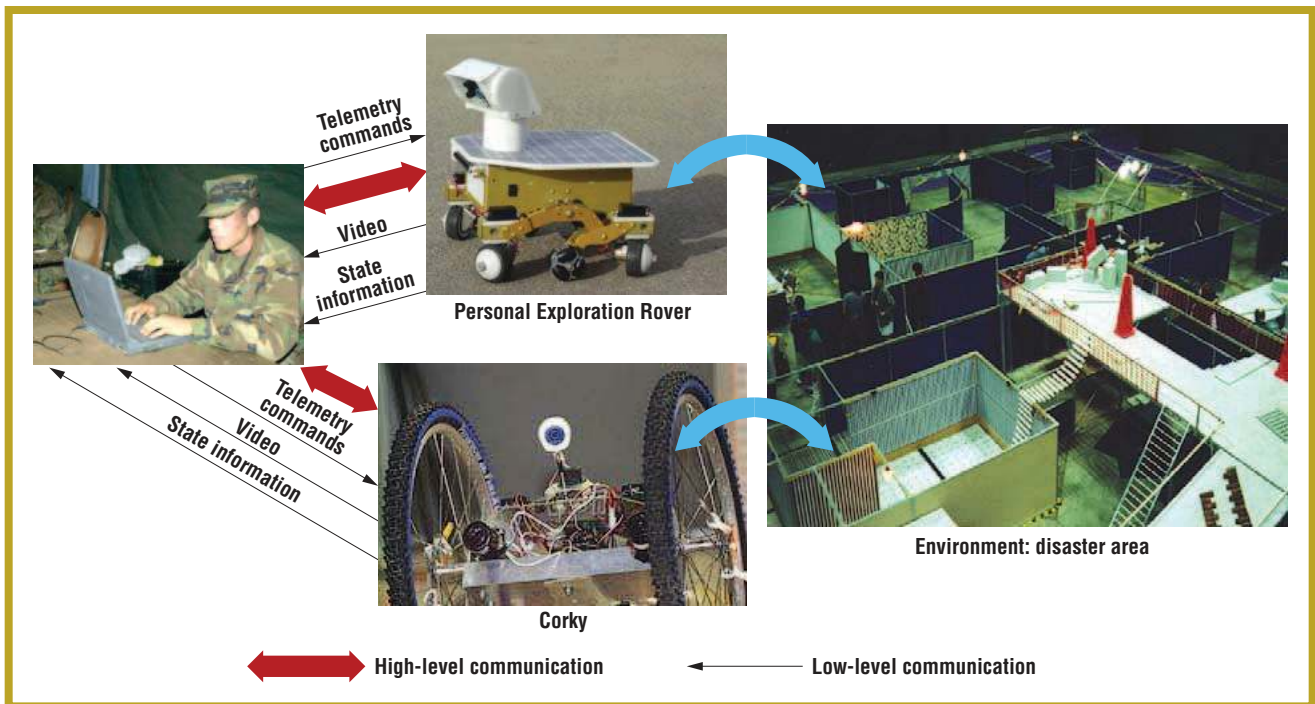 Telemetry
commands
Video
State
information
Personal Exploration Rover
Telemetry
commands
Video
State information
Corky
Environment: disaster area
High-level communication
Low-level communication